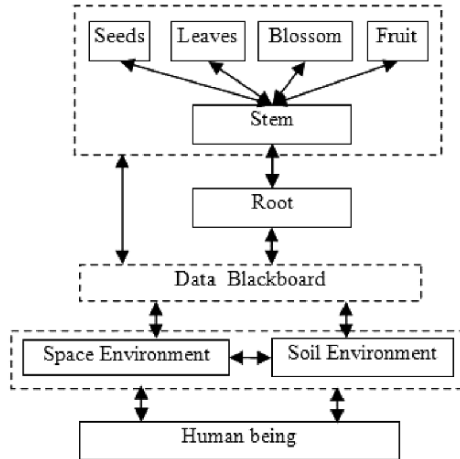 Seeds Leaves Blossom Fruit
Stem
Root
Data Blackboard
Space Environment Soil Environment
Human being